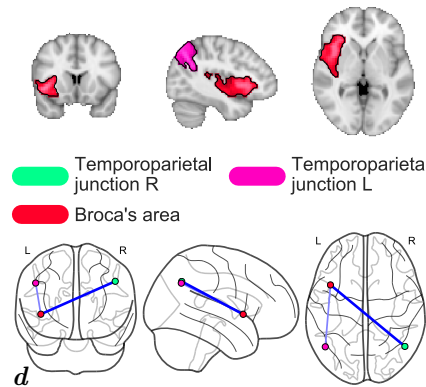 Temporoparietal
junction R
Temporoparieta
junction L
Broca's area
L R L R
d